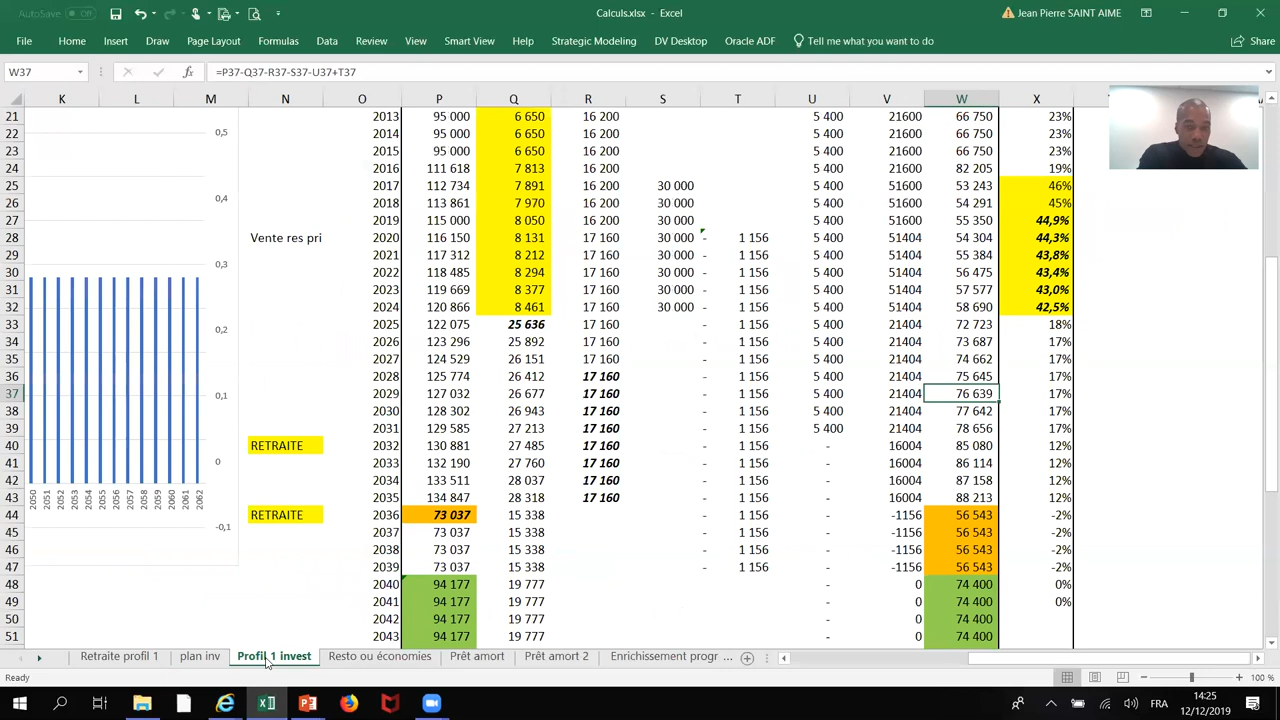 AutoSave Off
Calculs.xlsx - Excel
Jean Pierre SAINT AIME
File Home Insert Draw Page Layout Formulas Data Review View Smart View Help Strategic Modeling DV Desktop Oracle ADF Tell me what you want to do Share
W37 fx =P37-Q37-R37-S37-U37+T37
K L M N O P Q R S T U V W X
21 2013 95 000 6 650 16 200 5 400 21600 66 750 23%
22 0,5 2014 95 000 6 650 16 200 5 400 21600 66 750 23%
23 2015 95 000 6 650 16 200 5 400 21600 66 750 23%
24 2016 111 618 7 813 16 200 5 400 21600 82 205 19%
25 2017 112 734 7 891 16 200 30 000 5 400 51600 53 243 46%
26 0,4 2018 113 861 7 970 16 200 30 000 5 400 51600 54 291 45%
27 2019 115 000 8 050 16 200 30 000 5 400 51600 55 350 44,9%
28 Vente res pri 2020 116 150 8 131 17 160 30 000 - 1 156 5 400 51404 54 304 44,3%
29 2021 117 312 8 212 17 160 30 000 - 1 156 5 400 51404 55 384 43,8%
30 0,3 2022 118 485 8 294 17 160 30 000 - 1 156 5 400 51404 56 475 43,4%
31 2023 119 669 8 377 17 160 30 000 - 1 156 5 400 51404 57 577 43,0%
32 2024 120 866 8 461 17 160 30 000 - 1 156 5 400 51404 58 690 42,5%
33 0,2 2025 122 075 25 636 17 160 - 1 156 5 400 21404 72 723 18%
34 2026 123 296 25 892 17 160 - 1 156 5 400 21404 73 687 17%
35 2027 124 529 26 151 17 160 - 1 156 5 400 21404 74 662 17%
36 2028 125 774 26 412 17 160 - 1 156 5 400 21404 75 645 17%
37 0,1 2029 127 032 26 677 17 160 - 1 156 5 400 21404 76 639 17%
38 2030 128 302 26 943 17 160 - 1 156 5 400 21404 77 642 17%
39 2031 129 585 27 213 17 160 - 1 156 5 400 21404 78 656 17%
40 RETRAITE 2032 130 881 27 485 17 160 - 1 156 - 16004 85 080 12%
41 0 2033 132 190 27 760 17 160 - 1 156 - 16004 86 114 12%
42 2034 133 511 28 037 17 160 - 1 156 - 16004 87 158 12%
43 2035 134 847 28 318 17 160 - 1 156 - 16004 88 213 12%
2050 2051 2052 2053 2054 2055 2056 2057 2058 2059 2060 2061 2062
44 RETRAITE 2036 73 037 15 338 - 1 156 - -1156 56 543 -2%
45 -0,1 2037 73 037 15 338 - 1 156 - -1156 56 543 -2%
46 2038 73 037 15 338 - 1 156 - -1156 56 543 -2%
47 2039 73 037 15 338 - 1 156 - -1156 56 543 -2%
48 2040 94 177 19 777 - 0 74 400 0%
49 2041 94 177 19 777 - 0 74 400 0%
50 2042 94 177 19 777 - 0 74 400
51 2043 94 177 19 777 - 0 74 400
Retraite profil 1 plan inv Profil 1 invest Resto ou économies Prêt amort Prêt amort 2 Enrichissement progr ...
Ready 100 %
FRA 14:25
12/12/2019